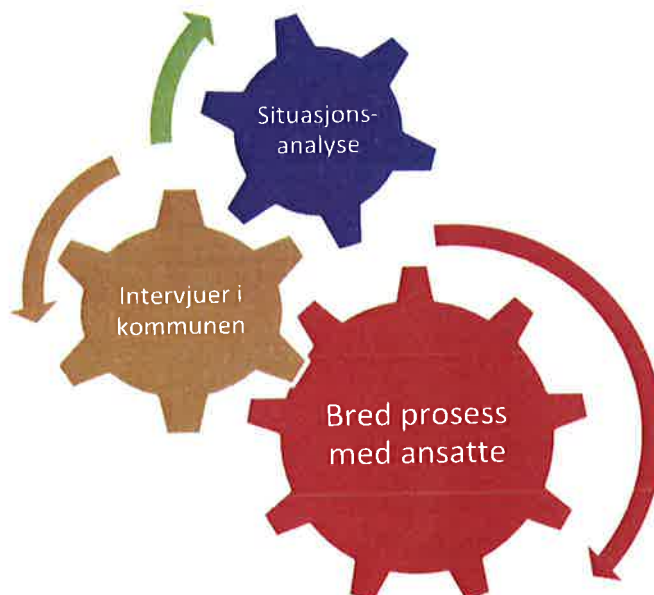 Situasjons-
analyse
Intervjuer i
kommunen
Bred prosess
med ansatte